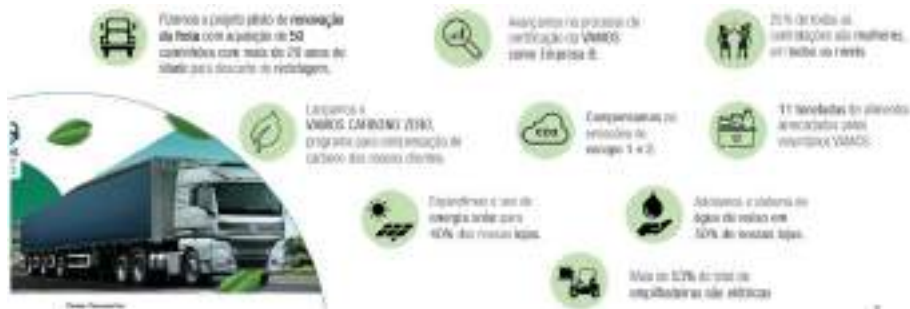 Fizemos o projeto piloto de renovação
da frota com aquisição de 50
caminhões com mais de 20 anos de
idade para descarte ou reciclagem.
Avançamos no processo de
certificação da VAMOS
como Empresa B.
25% de todas as
contratações são mulheres,
em todos os níveis
Lançamos o
VAMOS CARBONO ZERO,
programa para compensação de
carbono dos nossos clientes.
Compensamos as
emissões de
escopo 1 e 2.
11 toneladas de alimentos
arrecadados pelos
voluntários VAMOS
Expandimos o uso de
energia solar para
40% das nossas lojas.
Adotamos o sistema de
água de reúso em
50% de nossas lojas.
Mais de 53% do total de
empilhadeiras são elétricas